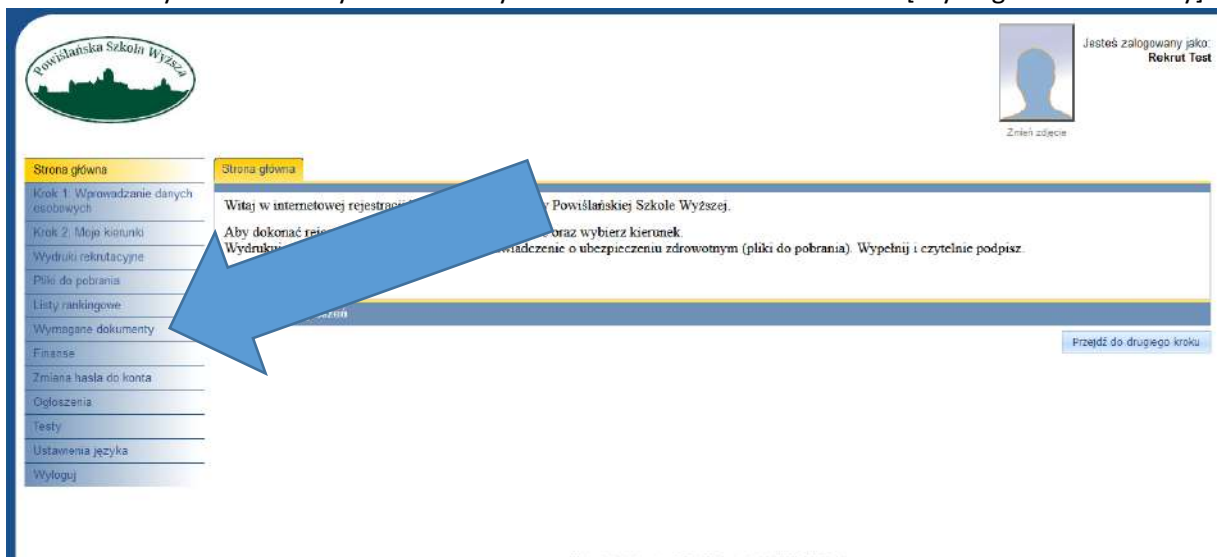 Powiślańska Szkoła Wyższa
Jesteś zalogowany jako:
Rekrut Test
Zmień zdjęcie
Strona główna
Krok 1: Wprowadzanie danych
osobowych
Krok 2: Moje kierunki
Wydruki rekrutacyjne
Pliki do pobrania
Listy rankingowe
Wymagane dokumenty
Finanse
Zmiana hasła do konta
Ogłoszenia
Testy
Ustawienia języka
Wyloguj
Strona główna
Witaj w internetowej rejestracji Powiślańskiej Szkole Wyższej.
Aby dokonać oraz wybierz kierunek.
o ubezpieczeniu zdrowotnym (pliki do pobrania). Wypełnij i czytelnie podpisz.
Przejdź do drugiego kroku